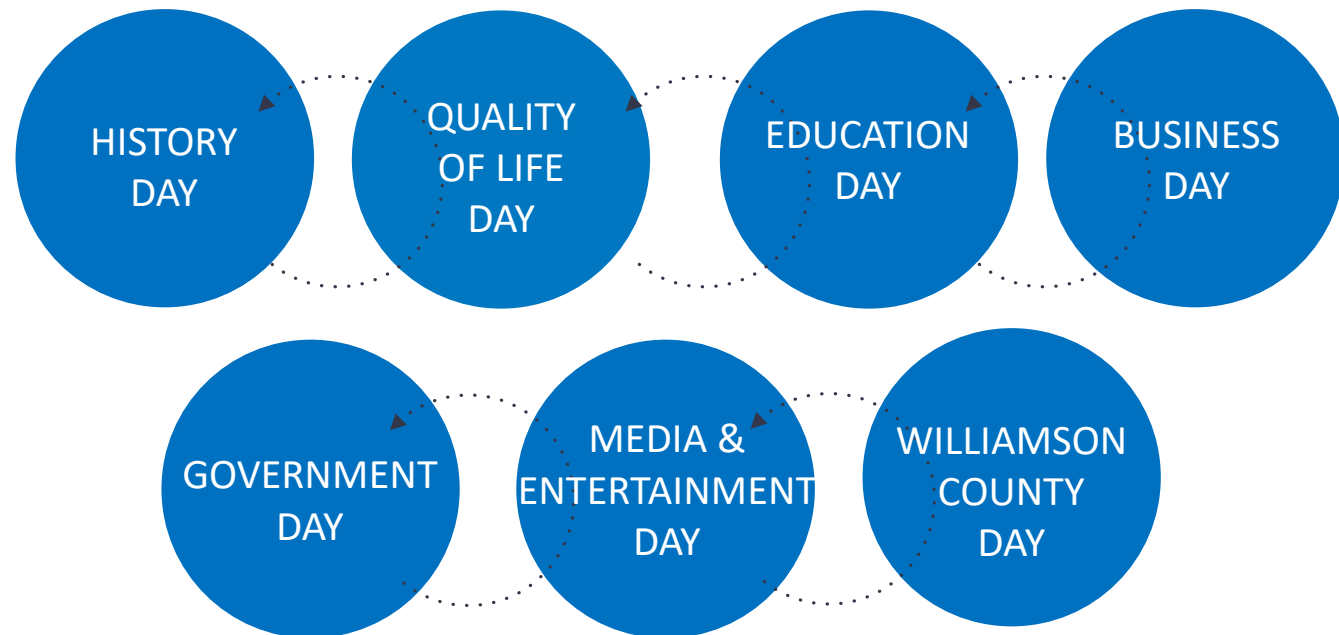 HISTORY
DAY
QUALITY
OF LIFE
DAY
EDUCATION
DAY
BUSINESS
DAY
GOVERNMENT
DAY
MEDIA &
ENTERTAINMENT
DAY
WILLIAMSON
COUNTY
DAY